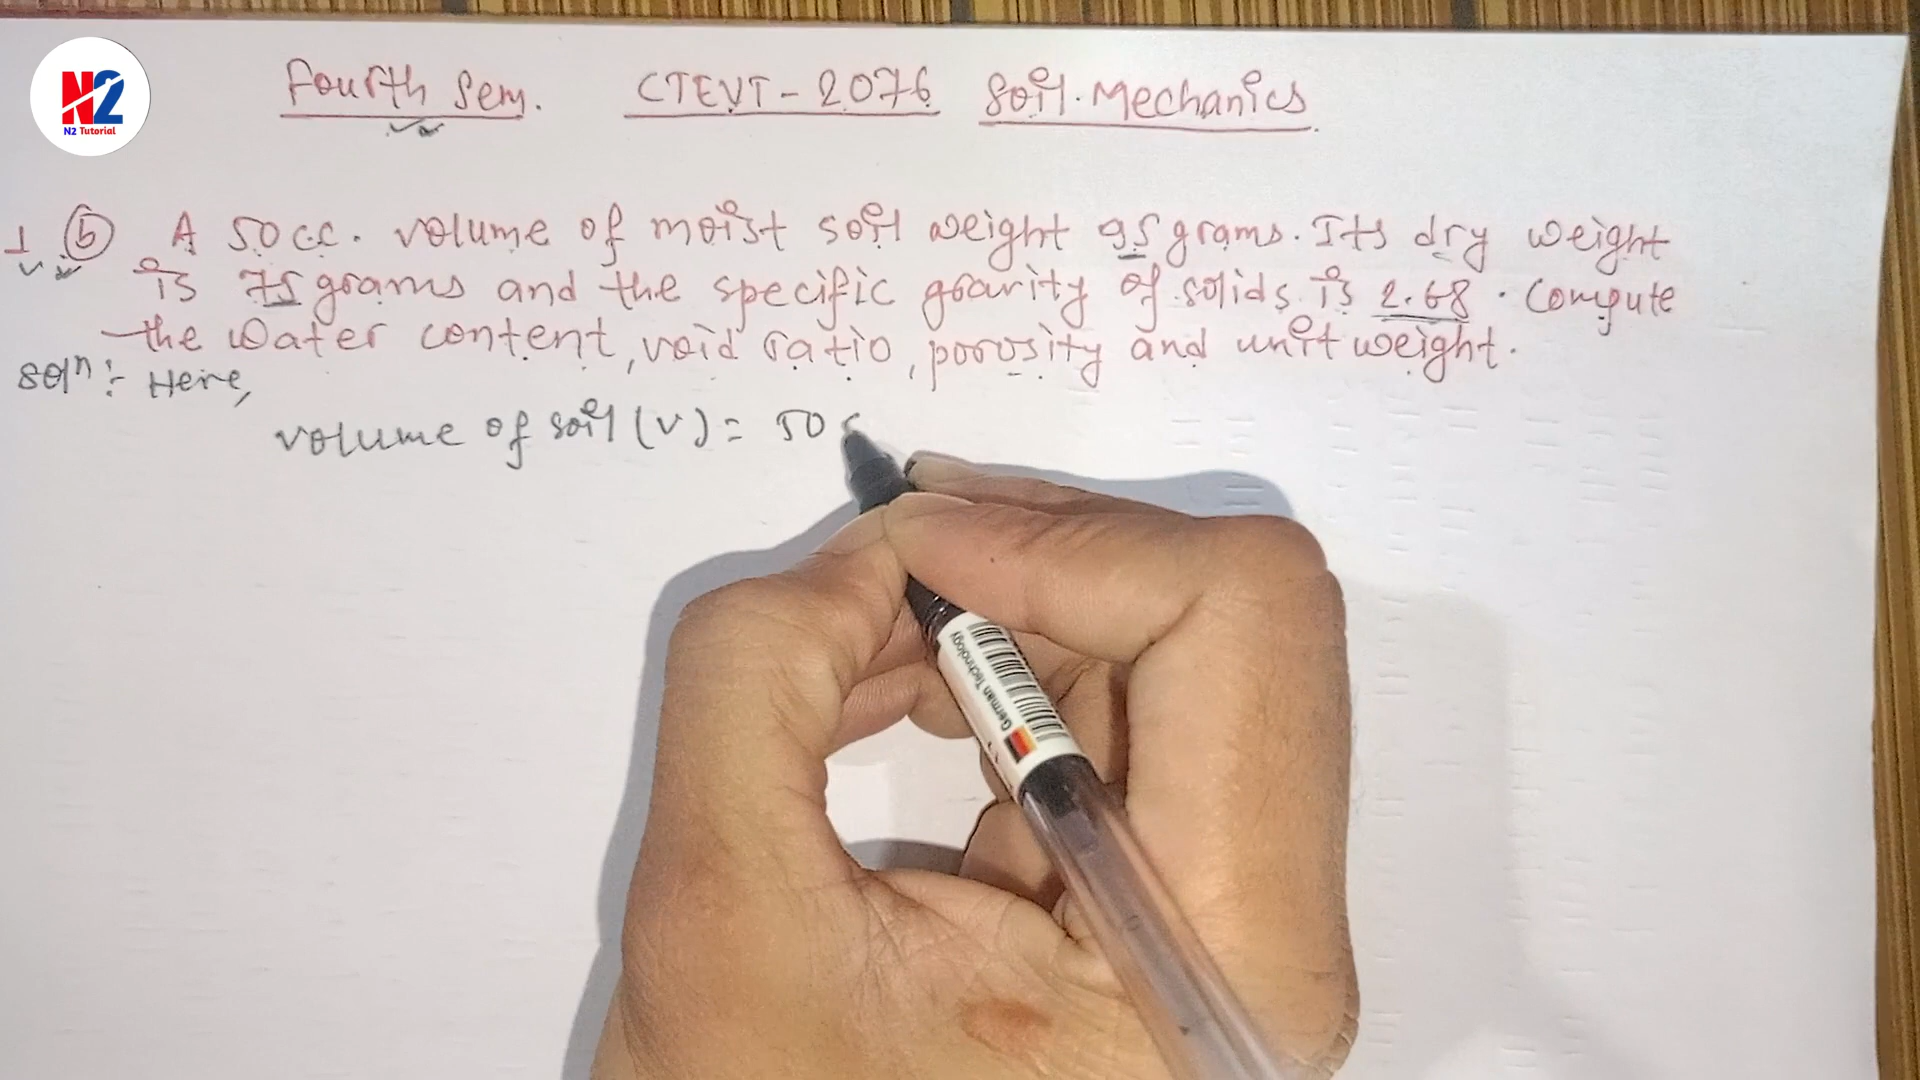 N2
N2 Tutorial
Fourth Sem. CTEVT-2076 Soil Mechanics
1 (b) A 50cc. volume of moist soil weight 95 grams. Its dry weight
is 75 grams and the specific gravity of solids is 2.68. Compute
the water content, void ratio, porosity and unit weight.
Solⁿ:- Here,
volume of soil (v) = 50 c
German Technology